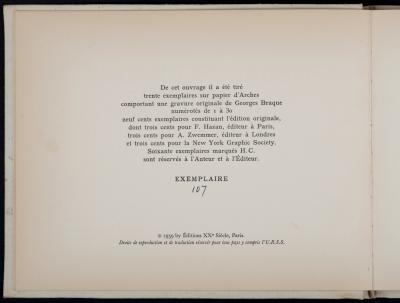 De cet ouvrage il a été tiré
trente exemplaires sur papier d'Arches
comportant une gravure originale de Georges Braque
numérotés de 1 à 30
neuf cents exemplaires constituant l'édition originale,
dont trois cents pour F. Hazan, éditeur à Paris,
trois cents pour A. Zwemmer, éditeur à Londres
et trois cents pour la New York Graphic Society.
Soixante exemplaires marqués H.C.
sont réservés à l'Auteur et à l'Éditeur.
EXEMPLAIRE
107
© 1959 by Éditions XXe Siècle, Paris.
Droits de reproduction et de traduction réservés pour tous pays y compris l'U.R.S.S.